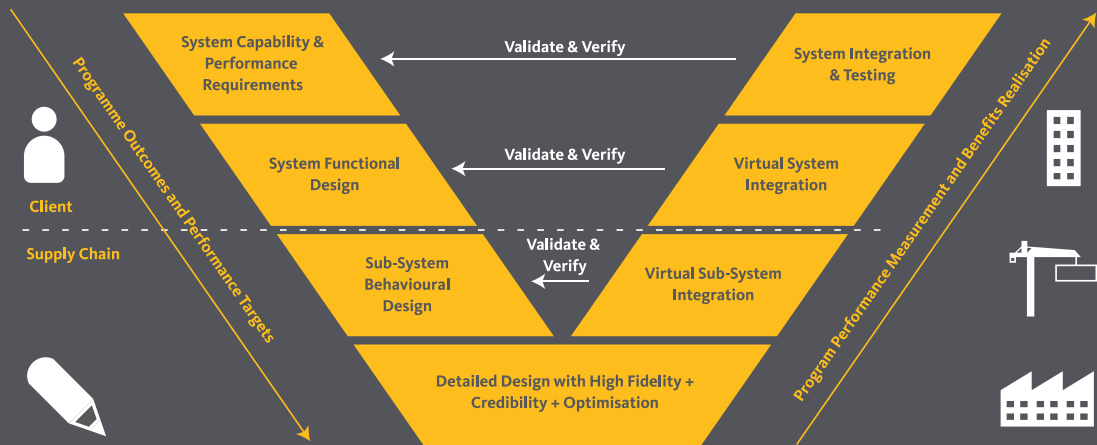 System Capability &
Performance
Requirements
Validate & Verify
System Integration
& Testing
Programme Outcomes and Performance Targets
Program Performance Measurement and Benefits Realisation
System Functional
Design
Validate & Verify
Virtual System
Integration
Client
Supply Chain
Sub-System
Behavioural
Design
Validate &
Verify
Virtual Sub-System
Integration
Detailed Design with High Fidelity +
Credibility + Optimisation